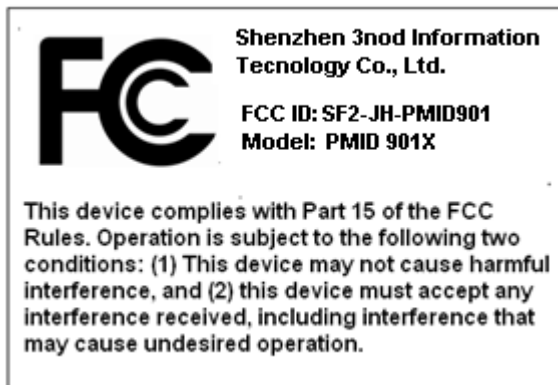 FC
Shenzhen 3nod Information
Tecnology Co., Ltd.
FCC ID: SF2-JH-PMID901
Model: PMID 901X
This device complies with Part 15 of the FCC
Rules. Operation is subject to the following two
conditions: (1) This device may not cause harmful
interference, and (2) this device must accept any
interference received, including interference that
may cause undesired operation.